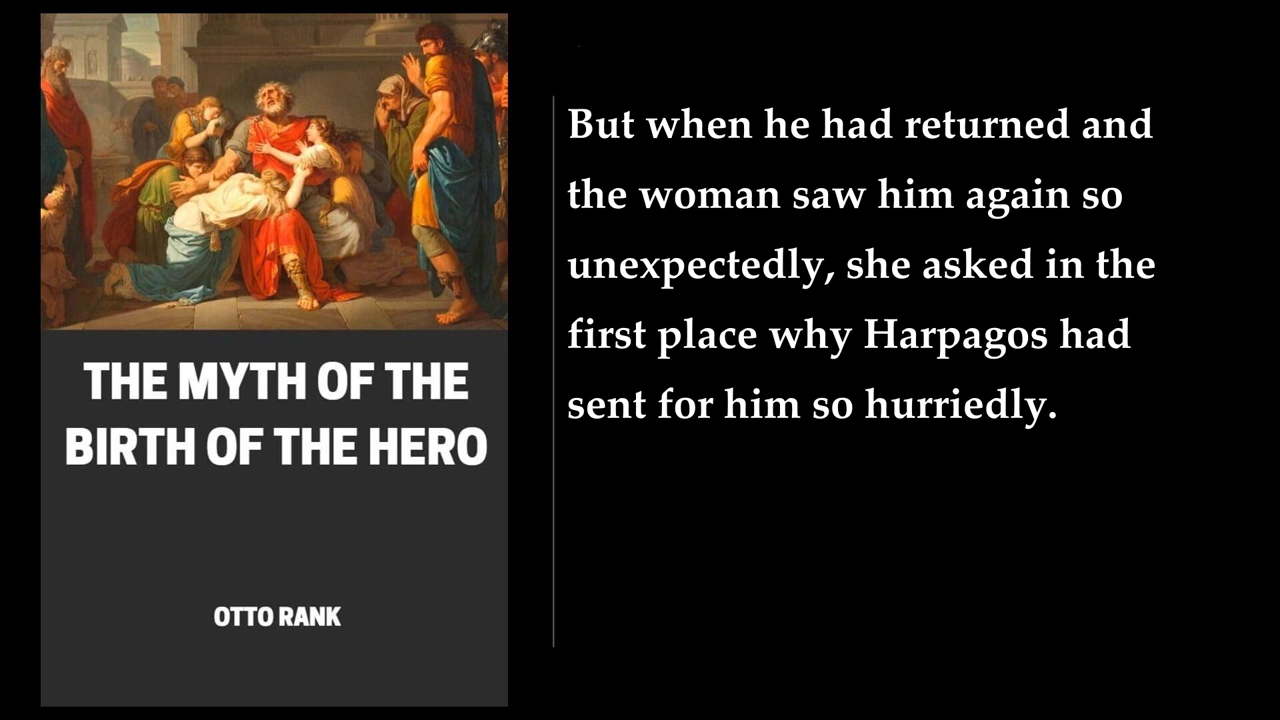 THE MYTH OF THE
BIRTH OF THE HERO
OTTO RANK
But when he had returned and
the woman saw him again so
unexpectedly, she asked in the
first place why Harpagos had
sent for him so hurriedly.